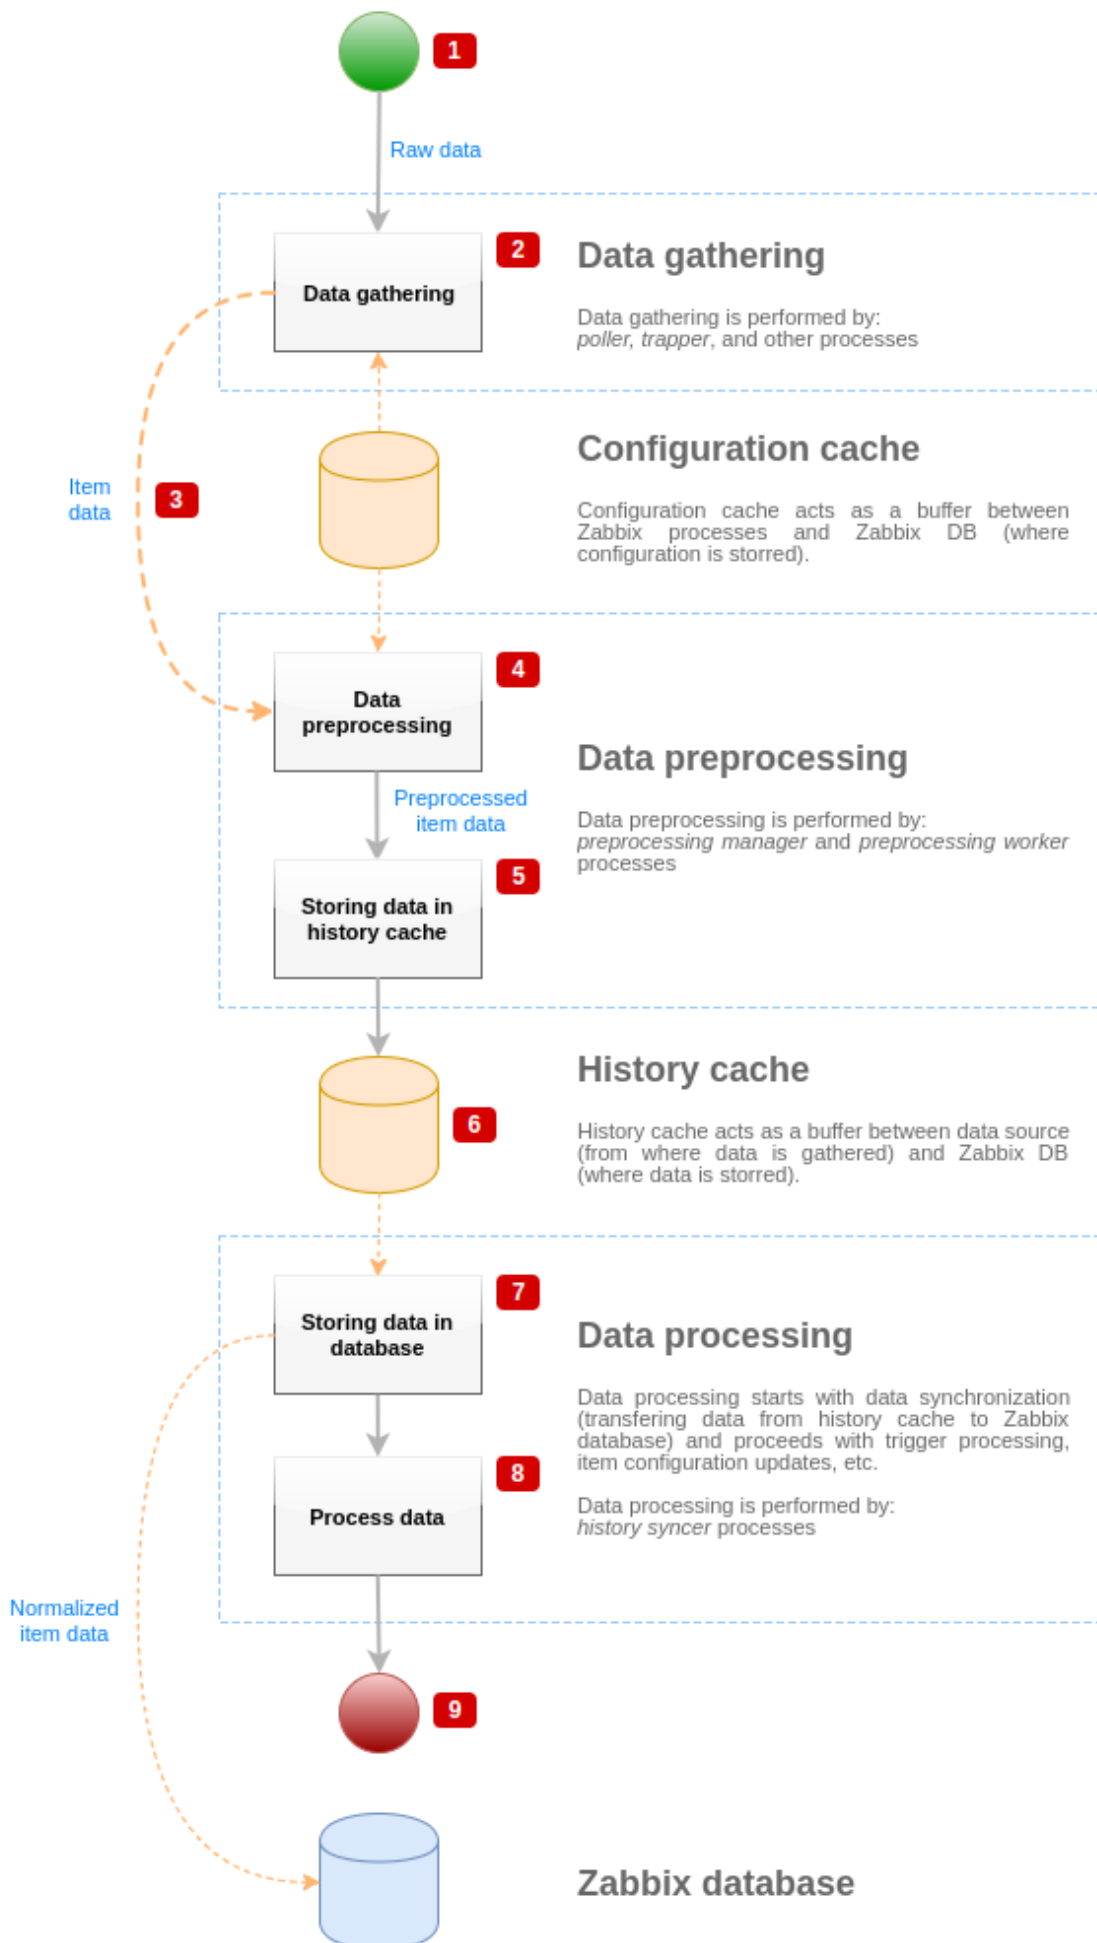 1
Raw data
2
Data gathering
Data gathering
Data gathering is performed by:
poller, trapper, and other processes
Configuration cache
Item
data
3
Configuration cache acts as a buffer between
Zabbix processes and Zabbix DB (where
configuration is storred).
4
Data
preprocessing
Data preprocessing
Preprocessed
item data
Data preprocessing is performed by:
preprocessing manager and preprocessing worker
processes
5
Storing data in
history cache
History cache
6
History cache acts as a buffer between data source
(from where data is gathered) and Zabbix DB
(where data is storred).
7
Storing data in
database
Data processing
Data processing starts with data synchronization
(transfering data from history cache to Zabbix
database) and proceeds with trigger processing,
item configuration updates, etc.
8
Process data
Data processing is performed by:
history syncer processes
Normalized
item data
9
Zabbix database